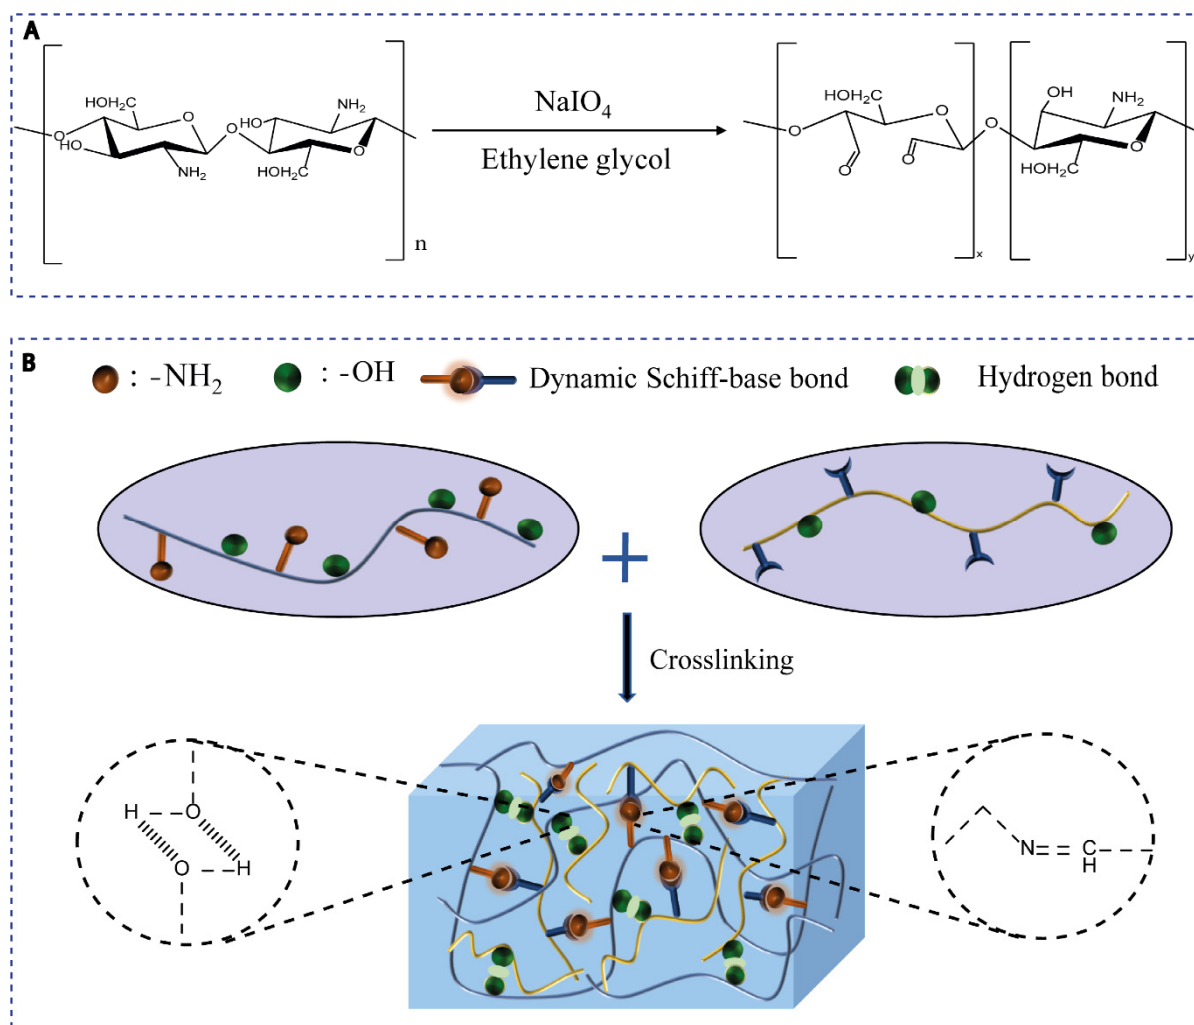 A
HOH₂C
O
HO
NH₂
O
O
HO
NH₂
HOH₂C
O
n
NaIO₄
Ethylene glycol
HOH₂C
O
O
O
O
x
O
OH
NH₂
HOH₂C
O
y
B
: -NH₂
: -OH
Dynamic Schiff-base bond
Hydrogen bond
+
Crosslinking
H
O
O
H
N
C
H